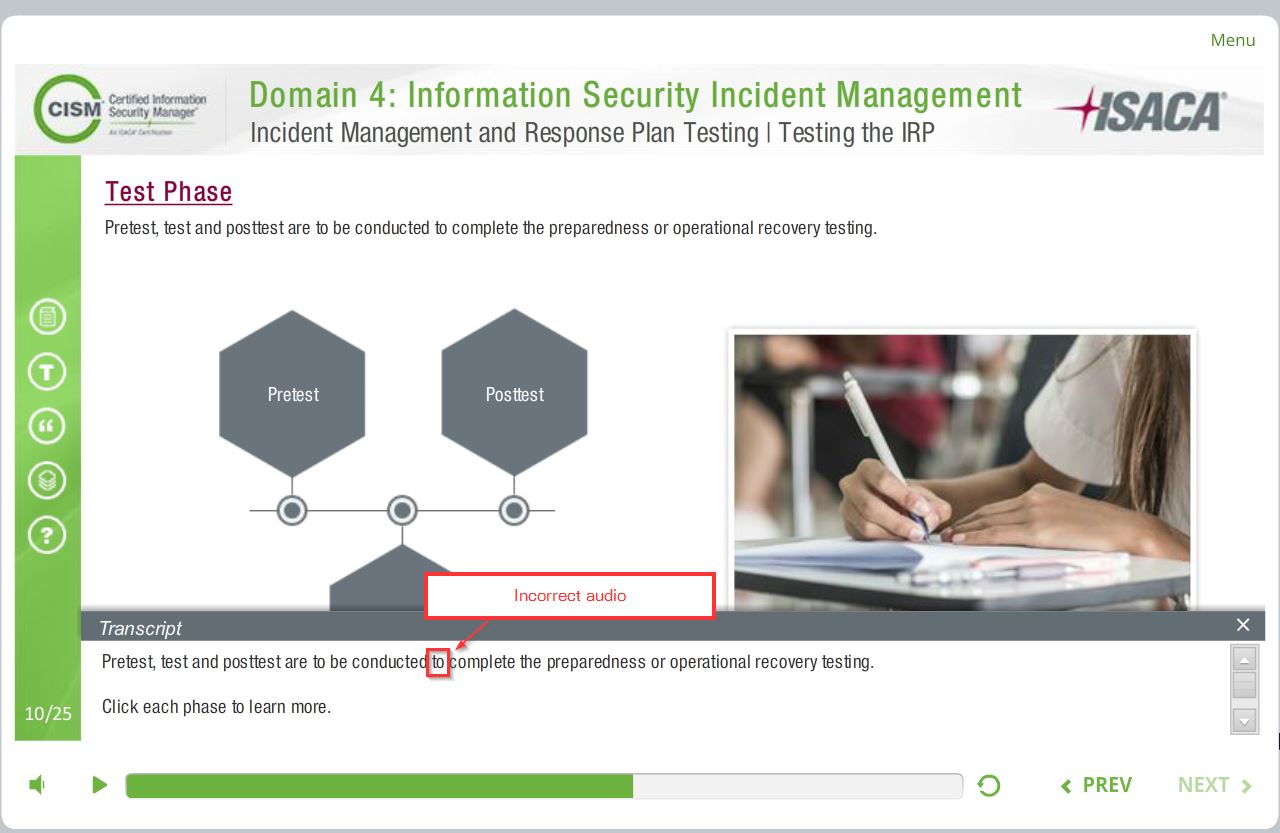 Menu
CISM
Certified Information
Security Manager®
An ISACA® Certification
Domain 4: Information Security Incident Management
Incident Management and Response Plan Testing | Testing the IRP
ISACA®
Test Phase
Pretest, test and posttest are to be conducted to complete the preparedness or operational recovery testing.
Pretest
Posttest
T
“
?
Incorrect audio
Transcript
Pretest, test and posttest are to be conducted to complete the preparedness or operational recovery testing.
Click each phase to learn more.
10/25
PREV
NEXT